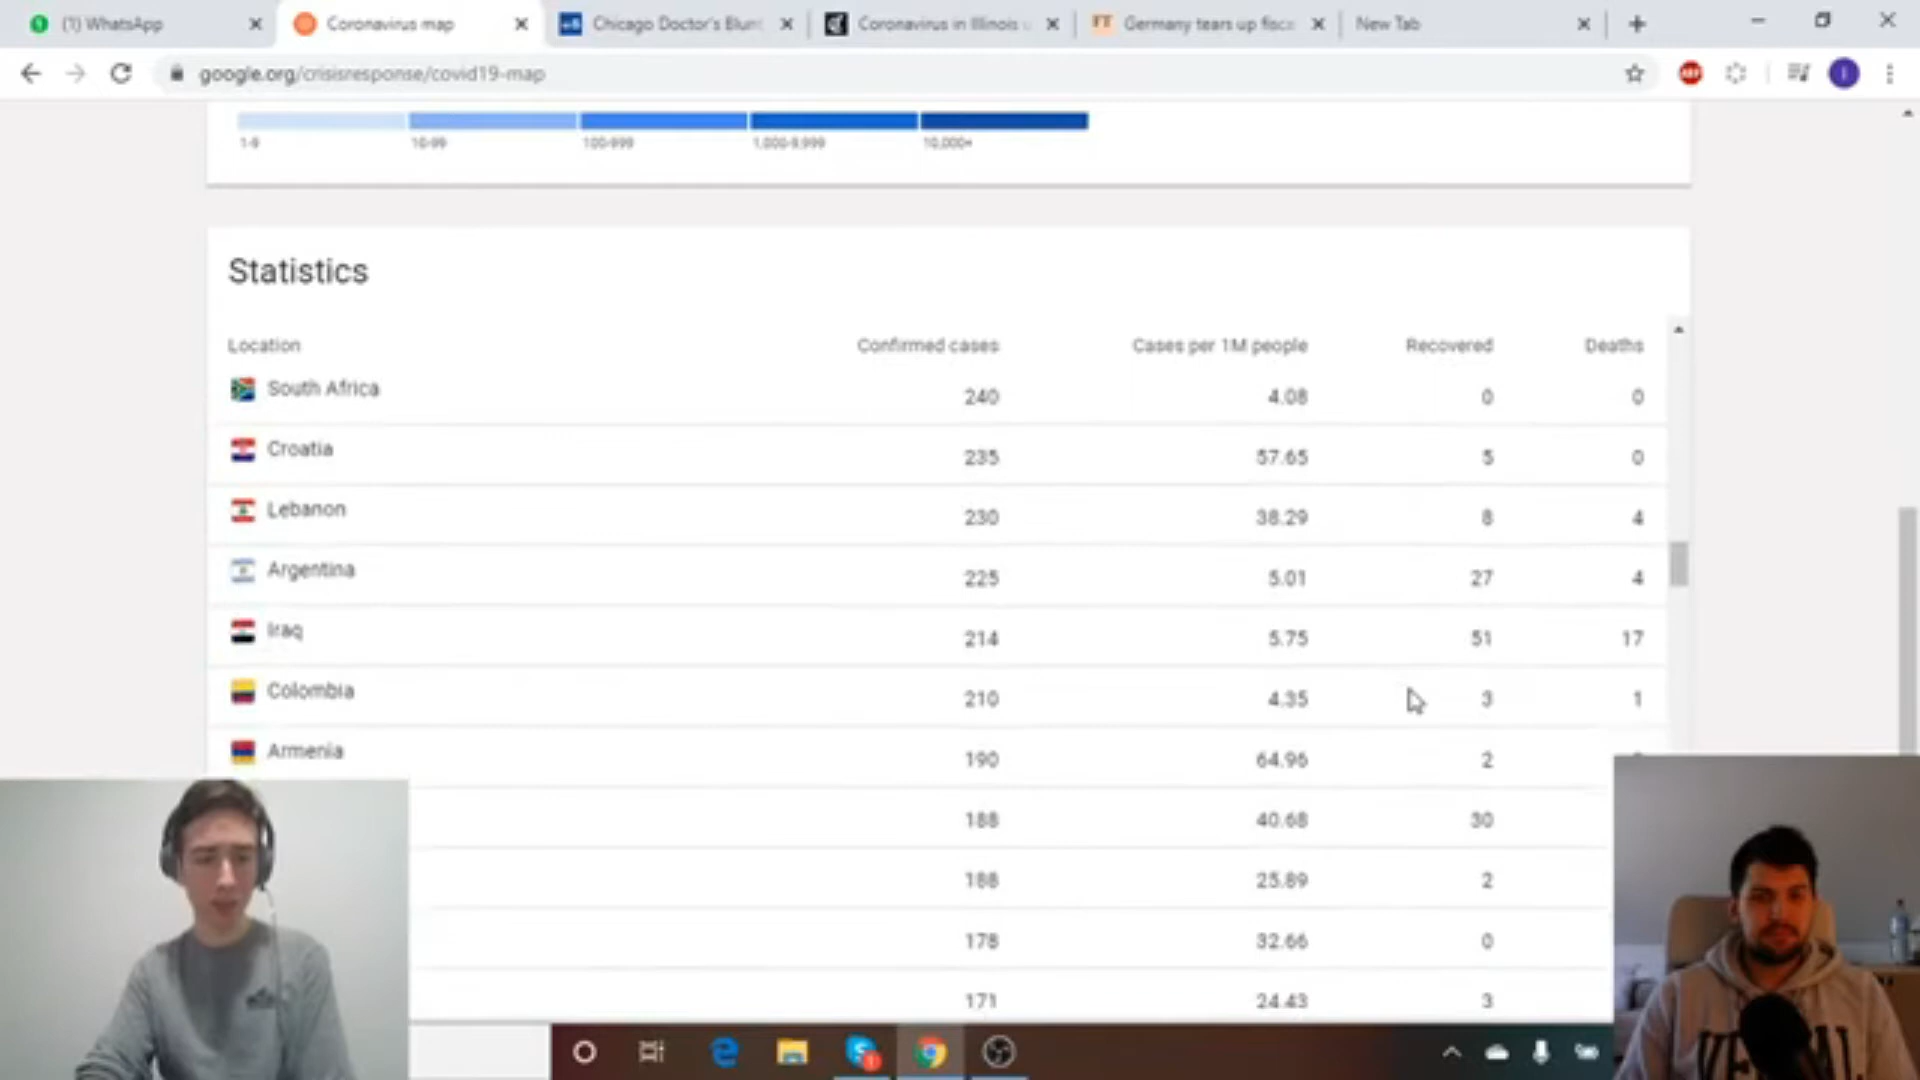 (1) WhatsApp
Coronavirus map
Chicago Doctor's Blunt
Coronavirus in Illinois u
Germany tears up fisca
New Tab
google.org/crisisresponse/covid19-map
ABP
I
1-9 10-99 100-999 1,000-9,999 10,000+
Statistics
Location Confirmed cases Cases per 1M people Recovered Deaths
South Africa 240 4.08 0 0
Croatia 235 57.65 5 0
Lebanon 230 38.29 8 4
Argentina 225 5.01 27 4
Iraq 214 5.75 51 17
Colombia 210 4.35 3 1
Armenia 190 64.96 2
188 40.68 30
188 25.89 2
178 32.66 0
171 24.43 3